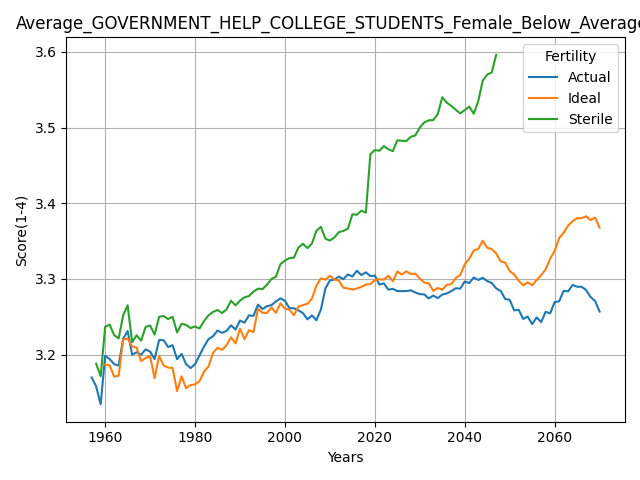 Average_GOVERNMENT_HELP_COLLEGE_STUDENTS_Female_Below_Average
3.6
3.5
3.4
3.3
3.2
Score(1-4)
Fertility
Actual
Ideal
Sterile
1960 1980 2000 2020 2040 2060
Years